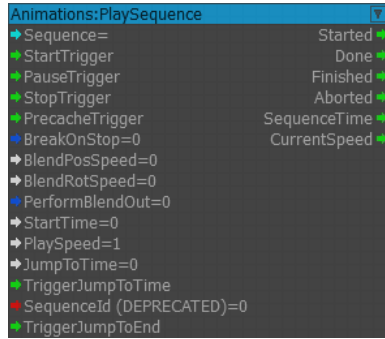 Animations:PlaySequence
Sequence= Started
StartTrigger Done
PauseTrigger Finished
StopTrigger Aborted
PrecacheTrigger SequenceTime
BreakOnStop=0 CurrentSpeed
BlendPosSpeed=0
BlendRotSpeed=0
PerformBlendOut=0
StartTime=0
PlaySpeed=1
JumpToTime=0
TriggerJumpToTime
SequenceId (DEPRECATED)=0
TriggerJumpToEnd